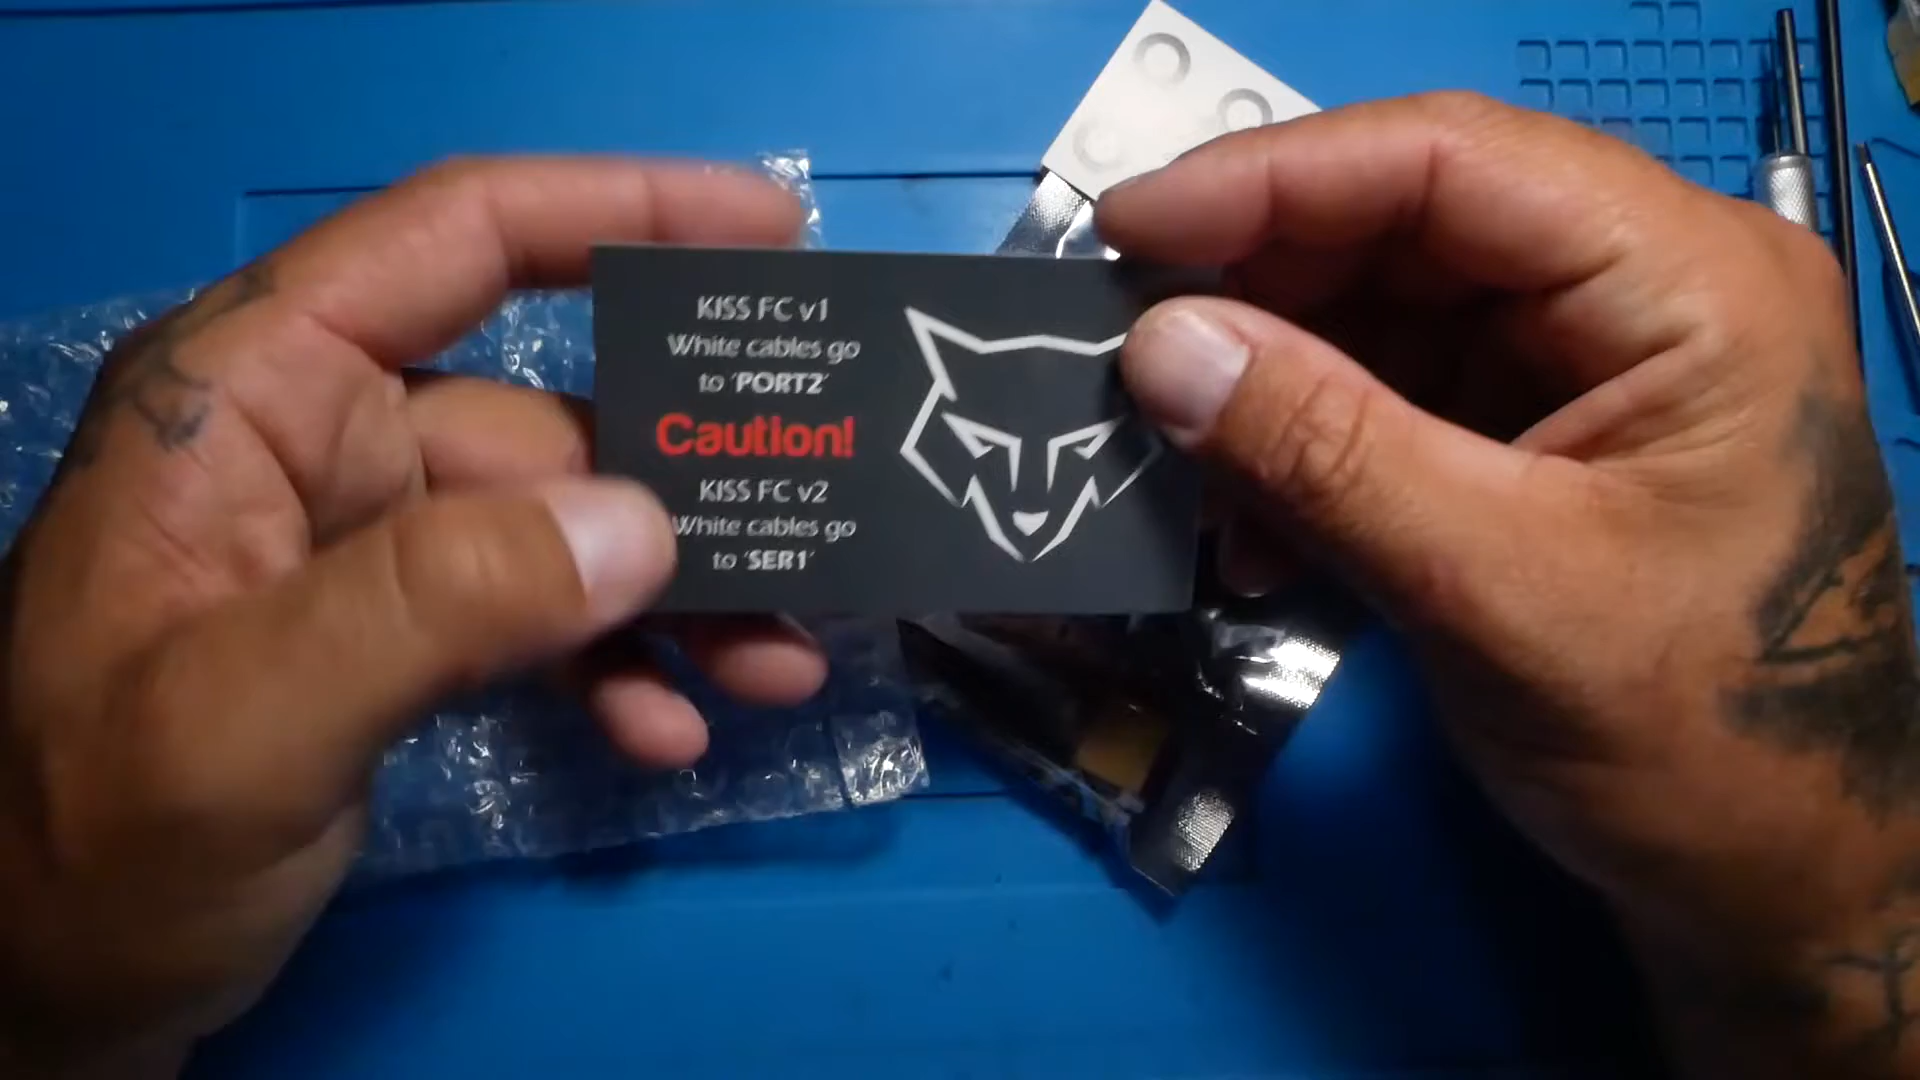 KISS FC v1
White cables go
to 'PORT2'
Caution!
KISS FC v2
White cables go
to 'SER1'